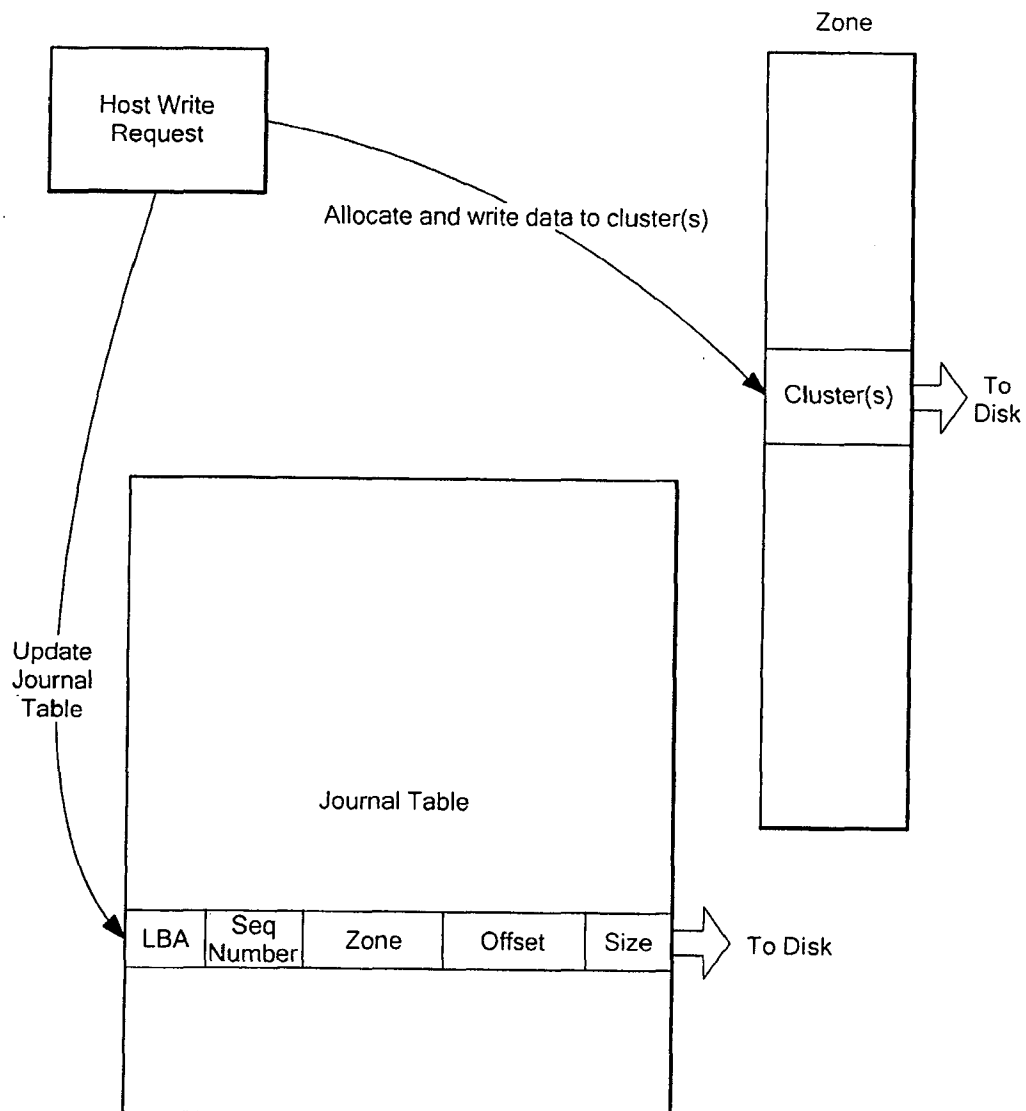 Zone
Host Write
Request
Allocate and write data to cluster(s)
Cluster(s)
To
Disk
Update
Journal
Table
Journal Table
LBA
Seq
Number
Zone
Offset
Size
To Disk